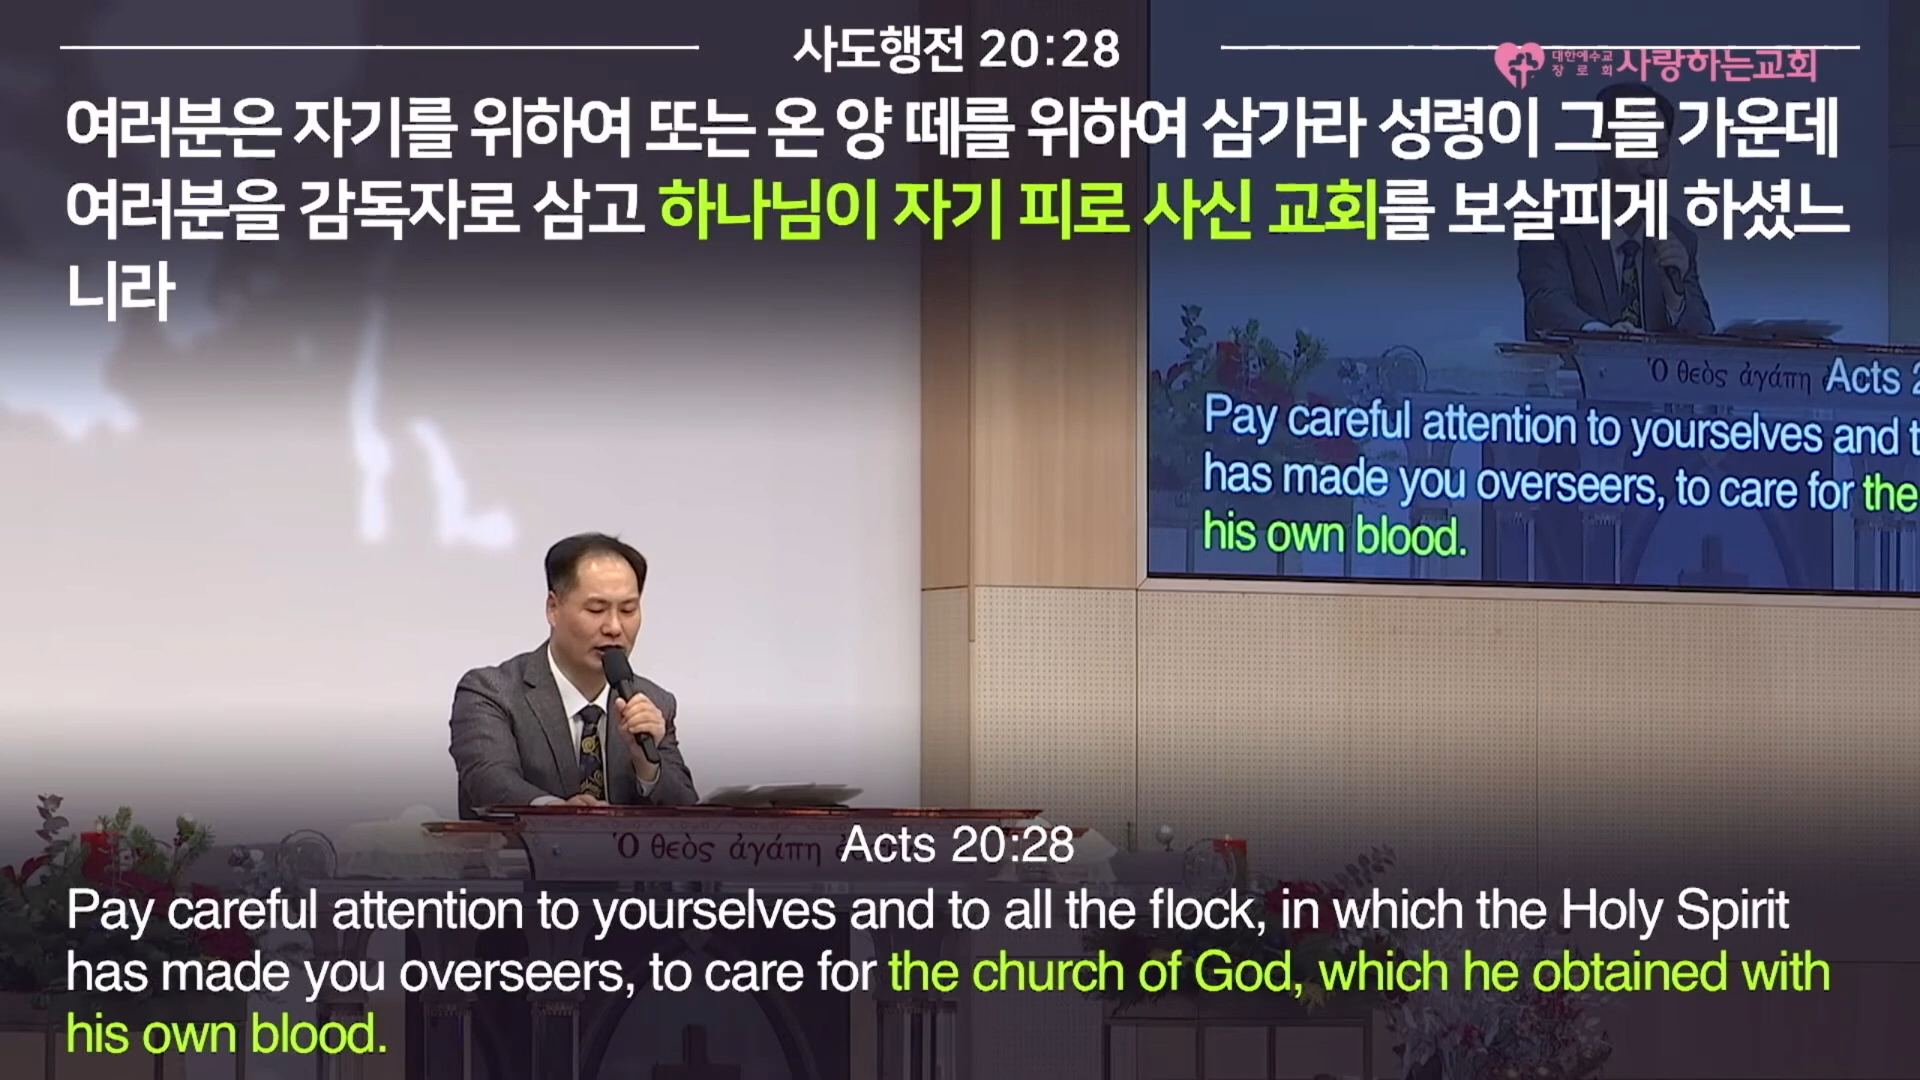 사도행전 20:28
대한예수교
장로회 사랑하는교회
여러분은 자기를 위하여 또는 온 양 떼를 위하여 삼가라 성령이 그들 가운데
여러분을 감독자로 삼고 하나님이 자기 피로 사신 교회를 보살피게 하셨느
니라
Ὁ θεὸς ἀγάπη
Acts 2
Pay careful attention to yourselves and t
has made you overseers, to care for the
his own blood.
Ὁ θεὸς ἀγάπη
Acts 20:28
Pay careful attention to yourselves and to all the flock, in which the Holy Spirit
has made you overseers, to care for the church of God, which he obtained with
his own blood.